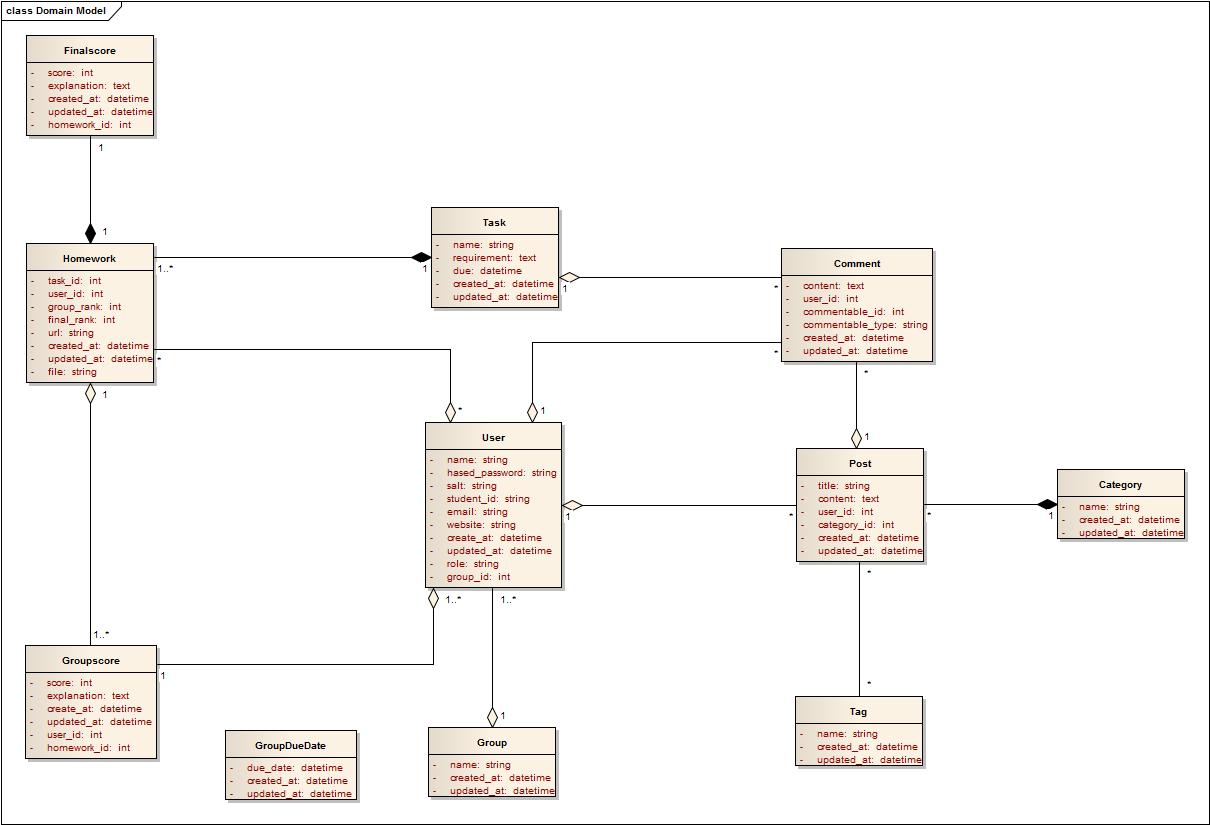 class Domain Model
Finalscore
- score: int
- explanation: text
- created_at: datetime
- updated_at: datetime
- homework_id: int
1
1
Homework
- task_id: int
- user_id: int
- group_rank: int
- final_rank: int
- url: string
- created_at: datetime
- updated_at: datetime
- file: string
1..*
1
Task
- name: string
- requirement: text
- due: datetime
- created_at: datetime
- updated_at: datetime
1
*
Comment
- content: text
- user_id: int
- commentable_id: int
- commentable_type: string
- created_at: datetime
- updated_at: datetime
*
*
1
*
1
*
1
User
- name: string
- hased_password: string
- salt: string
- student_id: string
- email: string
- website: string
- create_at: datetime
- updated_at: datetime
- role: string
- group_id: int
1
*
Post
- title: string
- content: text
- user_id: int
- category_id: int
- created_at: datetime
- updated_at: datetime
*
1
Category
- name: string
- created_at: datetime
- updated_at: datetime
1..*
1..*
*
1..*
1
Groupscore
- score: int
- explanation: text
- create_at: datetime
- updated_at: datetime
- user_id: int
- homework_id: int
GroupDueDate
- due_date: datetime
- created_at: datetime
- updated_at: datetime
1
Group
- name: string
- created_at: datetime
- updated_at: datetime
*
Tag
- name: string
- created_at: datetime
- updated_at: datetime